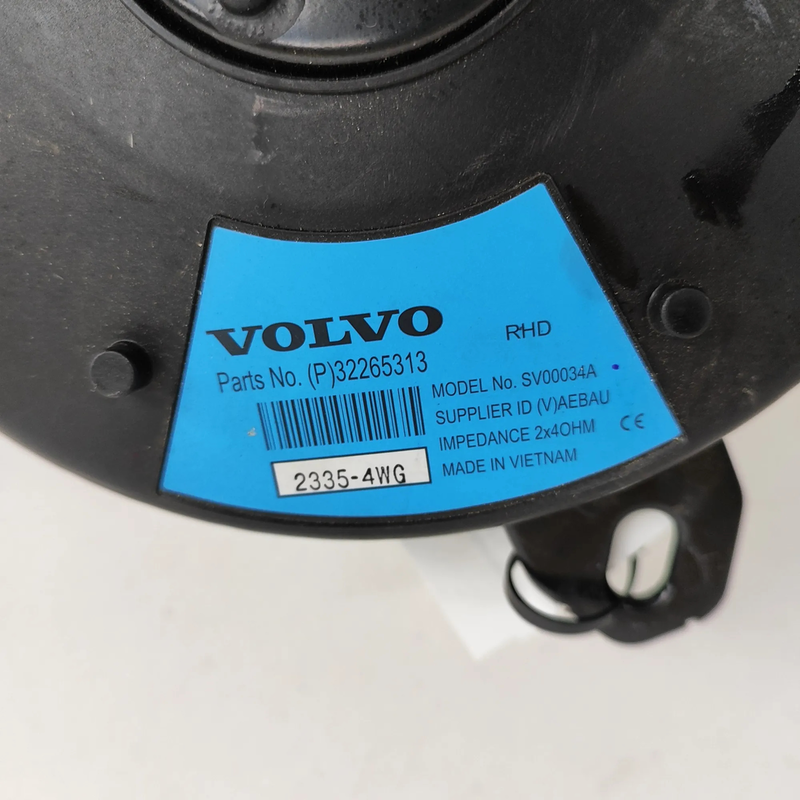 VOLVO
RHD
Parts No. (P)32265313
MODEL No. SV00034A
SUPPLIER ID (V)AEBAU
IMPEDANCE 2x4OHM CE
2335-4WG
MADE IN VIETNAM